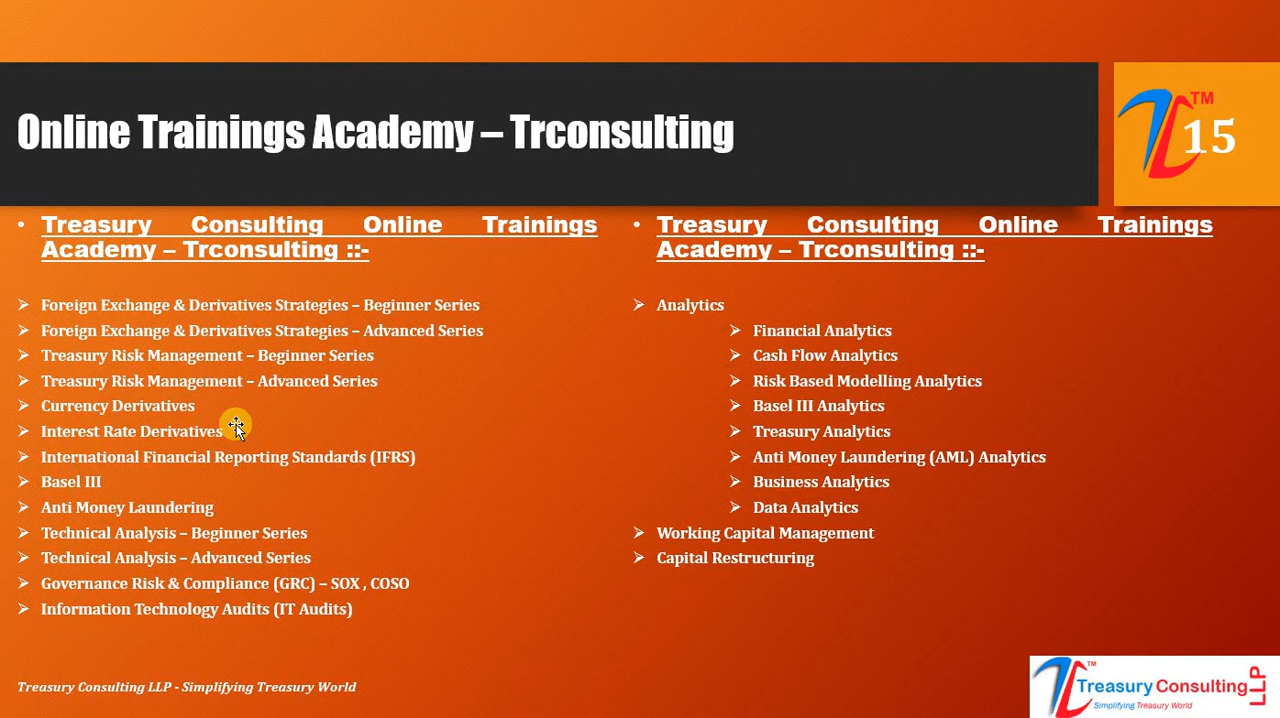 Online Trainings Academy – Trconsulting
TM
15
• Treasury Consulting Online Trainings
Academy – Trconsulting ::-
➢ Foreign Exchange & Derivatives Strategies – Beginner Series
➢ Foreign Exchange & Derivatives Strategies – Advanced Series
➢ Treasury Risk Management – Beginner Series
➢ Treasury Risk Management – Advanced Series
➢ Currency Derivatives
➢ Interest Rate Derivatives
➢ International Financial Reporting Standards (IFRS)
➢ Basel III
➢ Anti Money Laundering
➢ Technical Analysis – Beginner Series
➢ Technical Analysis – Advanced Series
➢ Governance Risk & Compliance (GRC) – SOX , COSO
➢ Information Technology Audits (IT Audits)
• Treasury Consulting Online Trainings
Academy – Trconsulting ::-
➢ Analytics
➢ Financial Analytics
➢ Cash Flow Analytics
➢ Risk Based Modelling Analytics
➢ Basel III Analytics
➢ Treasury Analytics
➢ Anti Money Laundering (AML) Analytics
➢ Business Analytics
➢ Data Analytics
➢ Working Capital Management
➢ Capital Restructuring
Treasury Consulting LLP - Simplifying Treasury World
TM
Treasury Consulting LLP
Simplifying Treasury World